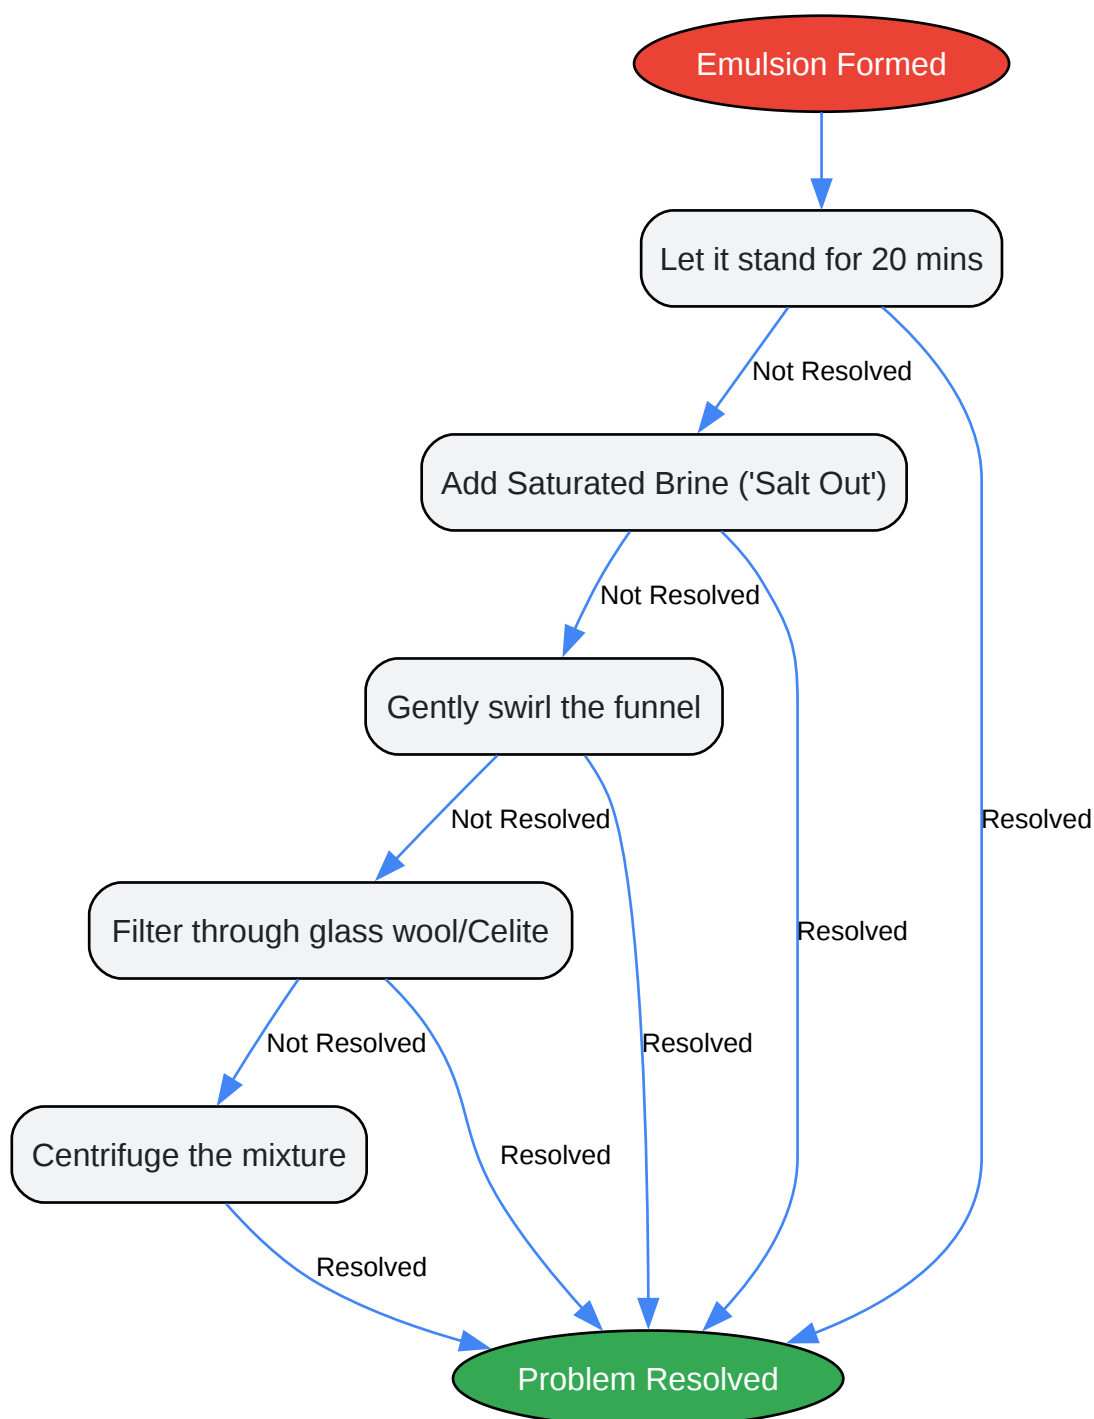 Emulsion Formed
Let it stand for 20 mins
Not Resolved
Add Saturated Brine ('Salt Out')
Not Resolved
Gently swirl the funnel
Not Resolved
Resolved
Filter through glass wool/Celite
Resolved
Not Resolved
Resolved
Centrifuge the mixture
Resolved
Resolved
Problem Resolved